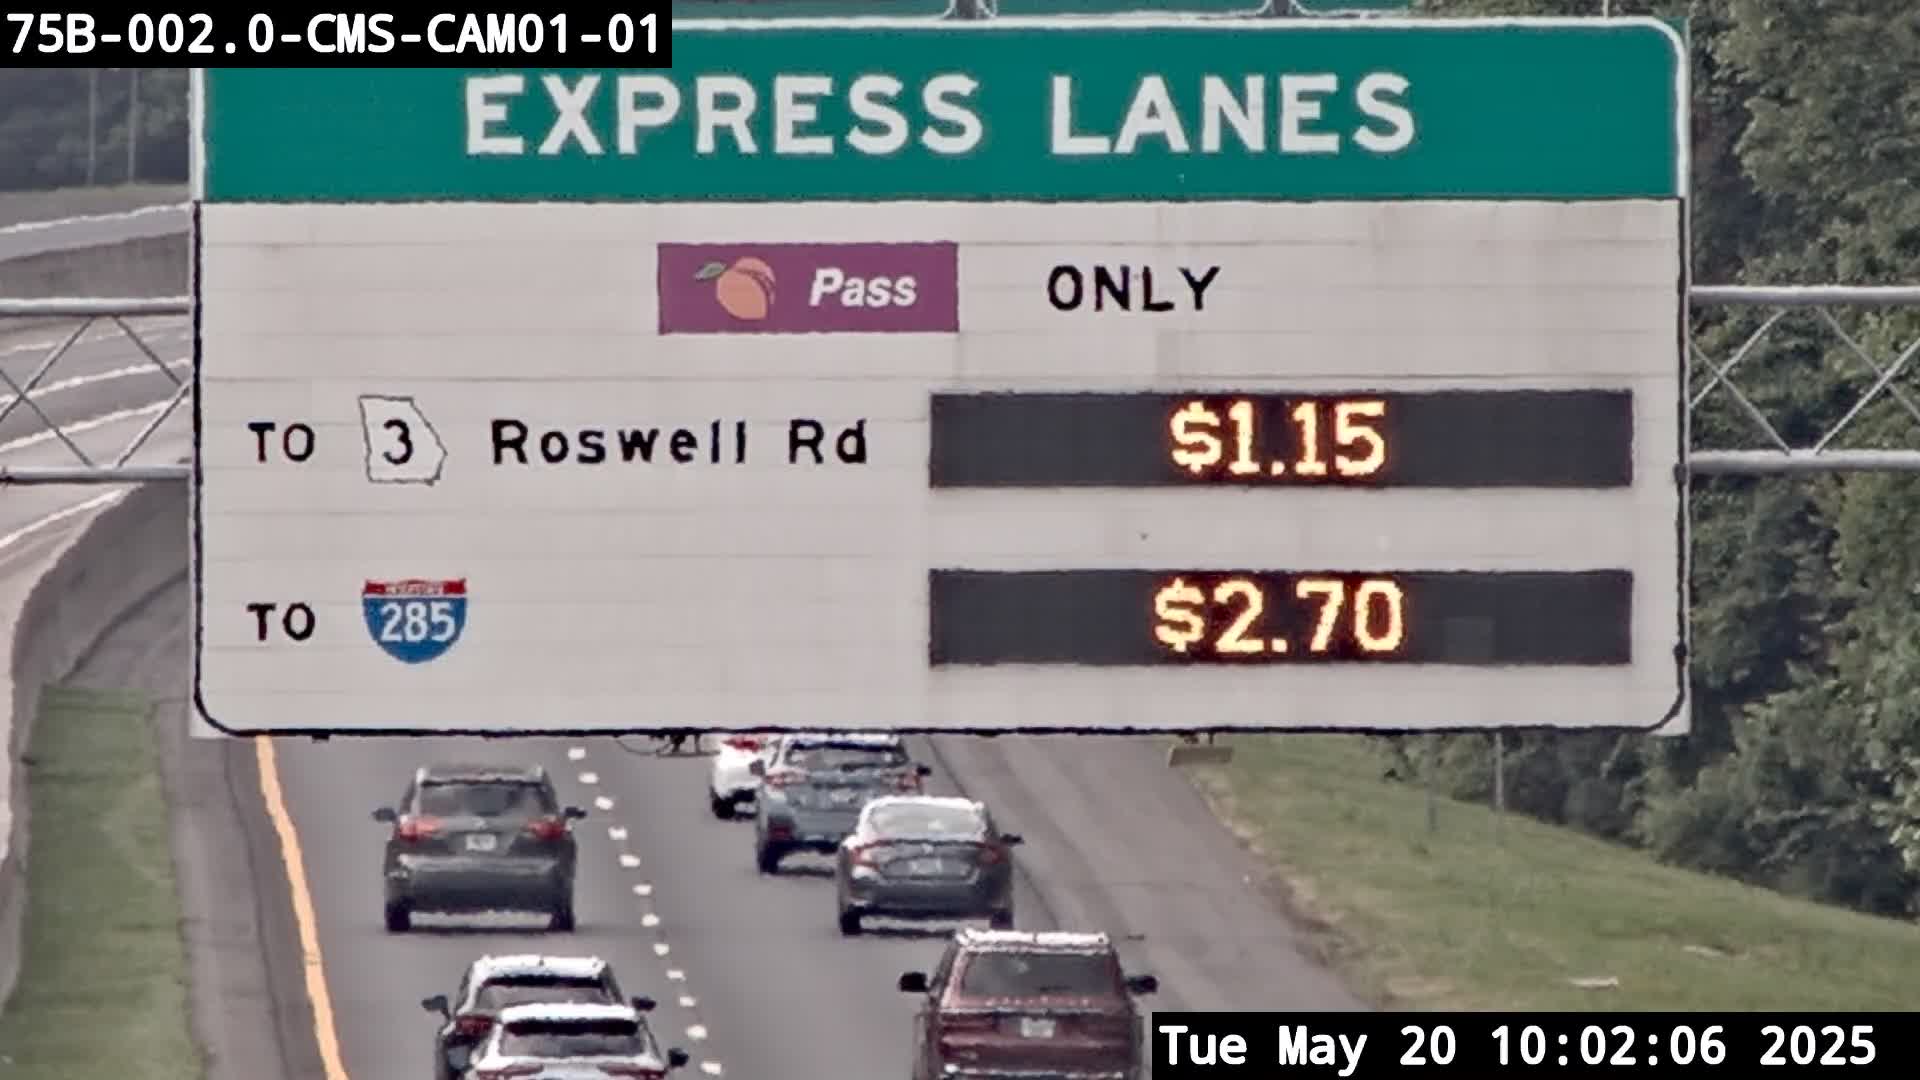 75B-002.0-CMS-CAM01-01
EXPRESS LANES
Pass ONLY
TO 3 Roswell Rd $1.15
INTERSTATE
TO 285 $2.70
Tue May 20 10:02:06 2025